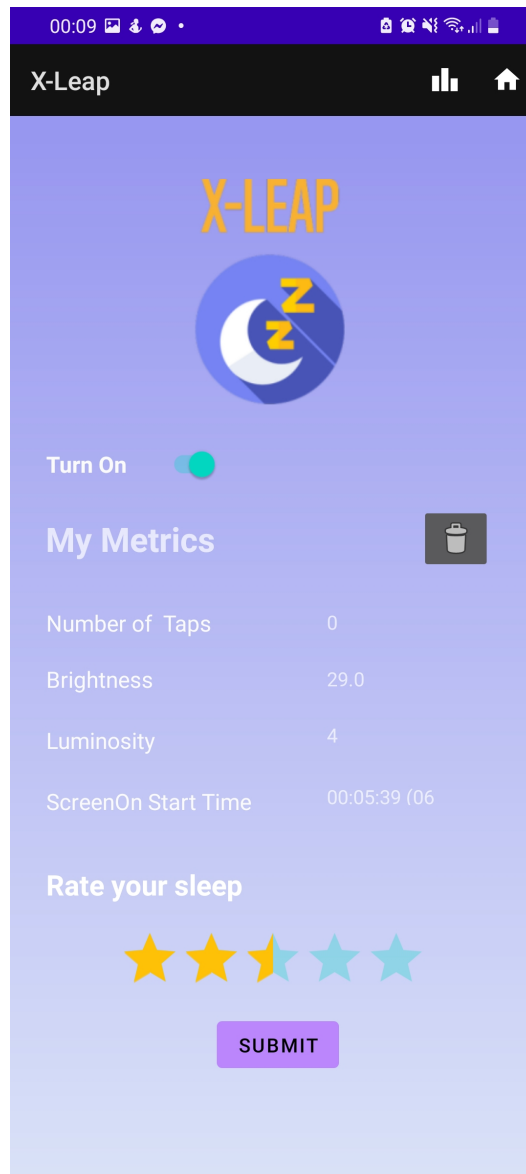 00:09
X-Leap
X-LEAP
Z
Z
Turn On
My Metrics
Number of Taps 0
Brightness 29.0
Luminosity 4
ScreenOn Start Time 00:05:39 (06
Rate your sleep
SUBMIT